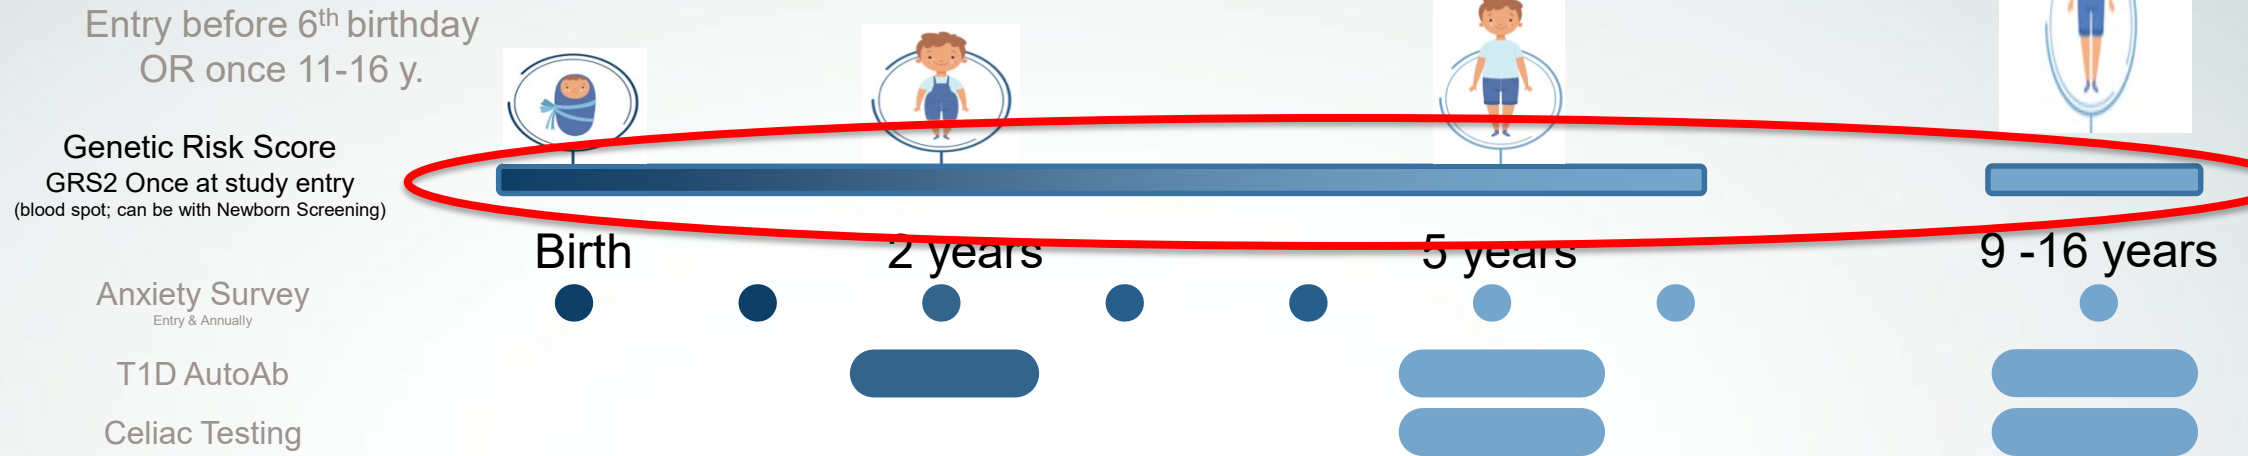 Entry before 6th birthday
OR once 11-16 y.
Genetic Risk Score
GRS2 Once at study entry
(blood spot; can be with Newborn Screening)
Birth 2 years 5 years 9 -16 years
Anxiety Survey
Entry & Annually
T1D AutoAb
Celiac Testing